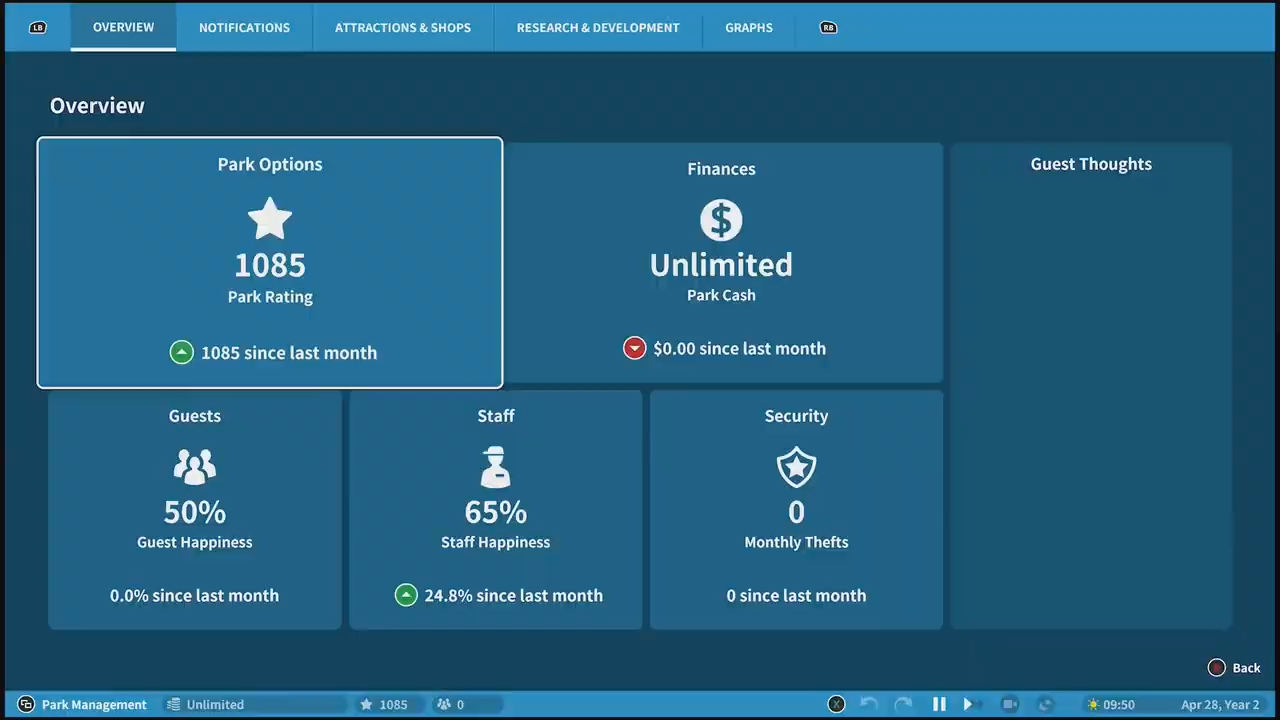 LB OVERVIEW NOTIFICATIONS ATTRACTIONS & SHOPS RESEARCH & DEVELOPMENT GRAPHS RB
Overview
Park Options
1085
Park Rating
1085 since last month
Finances
$
Unlimited
Park Cash
$0.00 since last month
Guest Thoughts
Guests
50%
Guest Happiness
0.0% since last month
Staff
65%
Staff Happiness
24.8% since last month
Security
0
Monthly Thefts
0 since last month
Back
Park Management Unlimited 1085 0 X 09:50 Apr 28, Year 2